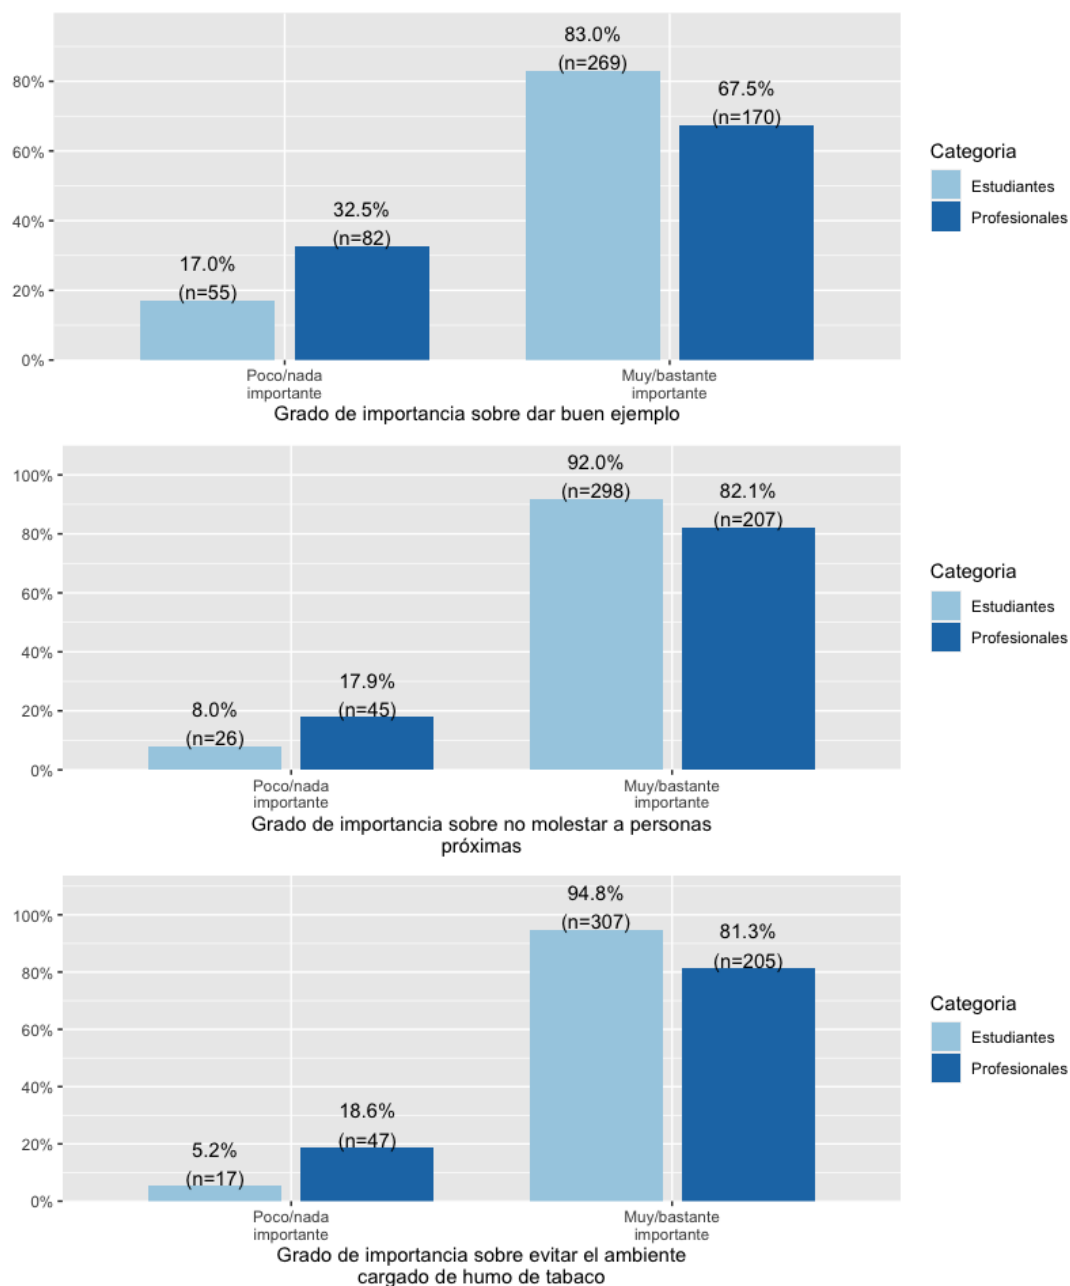 83.0%
(n=269)
67.5%
(n=170)
32.5%
(n=82)
17.0%
(n=55)
80%
60%
40%
20%
0%
Poco/nada
importante
Muy/bastante
importante
Grado de importancia sobre dar buen ejemplo
Categoria
Estudiantes
Profesionales
92.0%
(n=298)
82.1%
(n=207)
17.9%
(n=45)
8.0%
(n=26)
100%
80%
60%
40%
20%
0%
Poco/nada
importante
Muy/bastante
importante
Grado de importancia sobre no molestar a personas
próximas
Categoria
Estudiantes
Profesionales
94.8%
(n=307)
81.3%
(n=205)
18.6%
(n=47)
5.2%
(n=17)
100%
80%
60%
40%
20%
0%
Poco/nada
importante
Muy/bastante
importante
Grado de importancia sobre evitar el ambiente
cargado de humo de tabaco
Categoria
Estudiantes
Profesionales